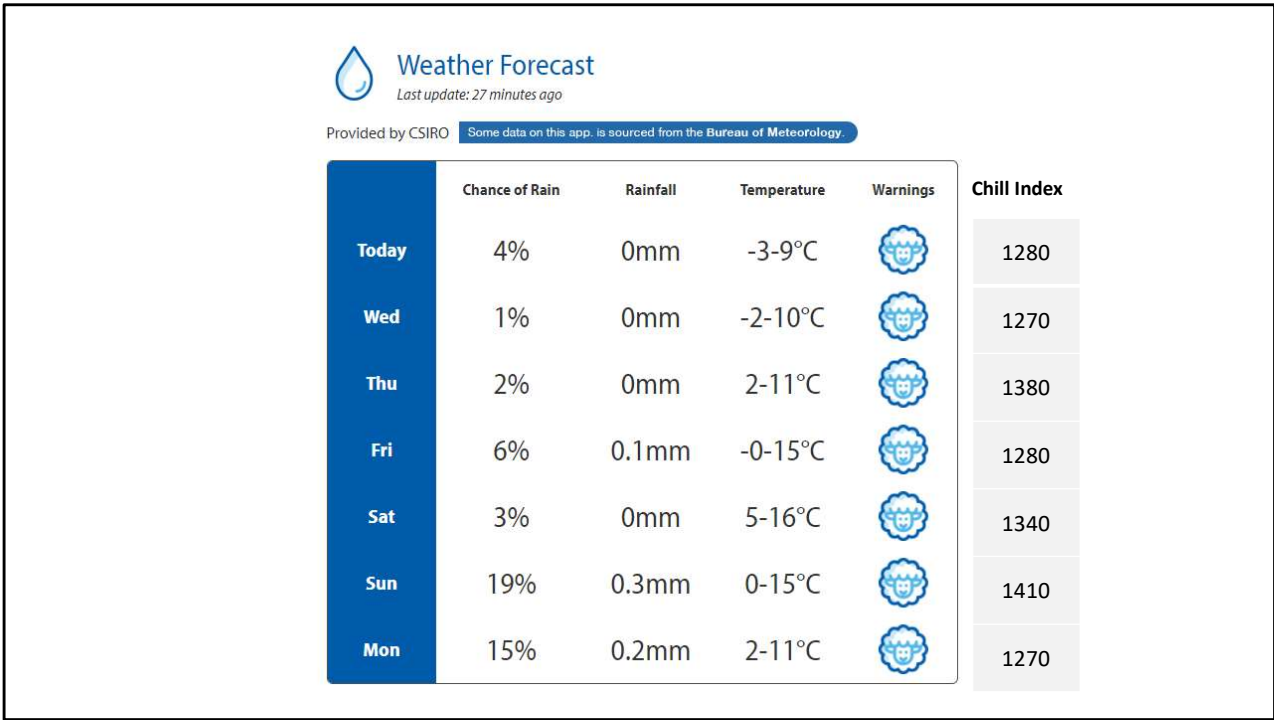 Weather Forecast
Last update: 27 minutes ago
Provided by CSIRO Some data on this app. is sourced from the Bureau of Meteorology.
Chance of Rain Rainfall Temperature Warnings Chill Index
Today 4% 0mm -3-9°C 1280
Wed 1% 0mm -2-10°C 1270
Thu 2% 0mm 2-11°C 1380
Fri 6% 0.1mm -0-15°C 1280
Sat 3% 0mm 5-16°C 1340
Sun 19% 0.3mm 0-15°C 1410
Mon 15% 0.2mm 2-11°C 1270